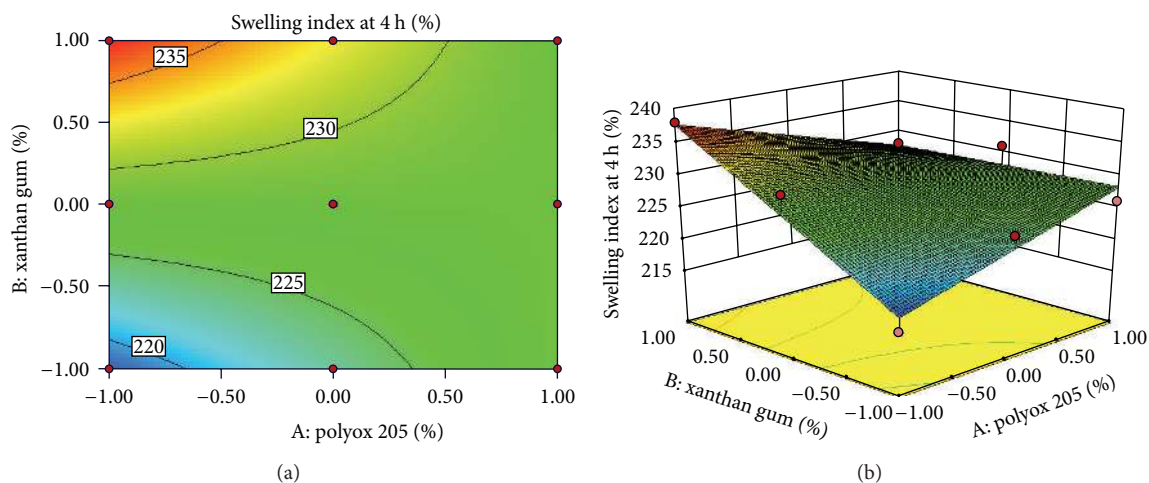 Swelling index at 4 h (%)
1.00
0.50
0.00
−0.50
−1.00
B: xanthan gum (%)
235
230
225
220
−1.00 −0.50 0.00 0.50 1.00
A: polyox 205 (%)
(a)
240
235
230
225
220
215
Swelling index at 4 h (%)
1.00
0.50
0.00
−0.50
−1.00
B: xanthan gum (%)
−1.00
−0.50
0.00
0.50
1.00
A: polyox 205 (%)
(b)